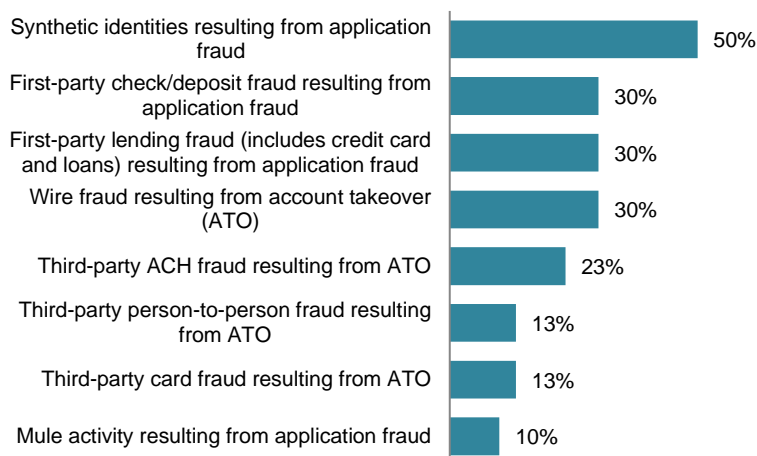 Synthetic identities resulting from application
fraud
50%
First-party check/deposit fraud resulting from
application fraud
30%
First-party lending fraud (includes credit card
and loans) resulting from application fraud
30%
Wire fraud resulting from account takeover
(ATO)
30%
Third-party ACH fraud resulting from ATO
23%
Third-party person-to-person fraud resulting
from ATO
13%
Third-party card fraud resulting from ATO
13%
Mule activity resulting from application fraud
10%